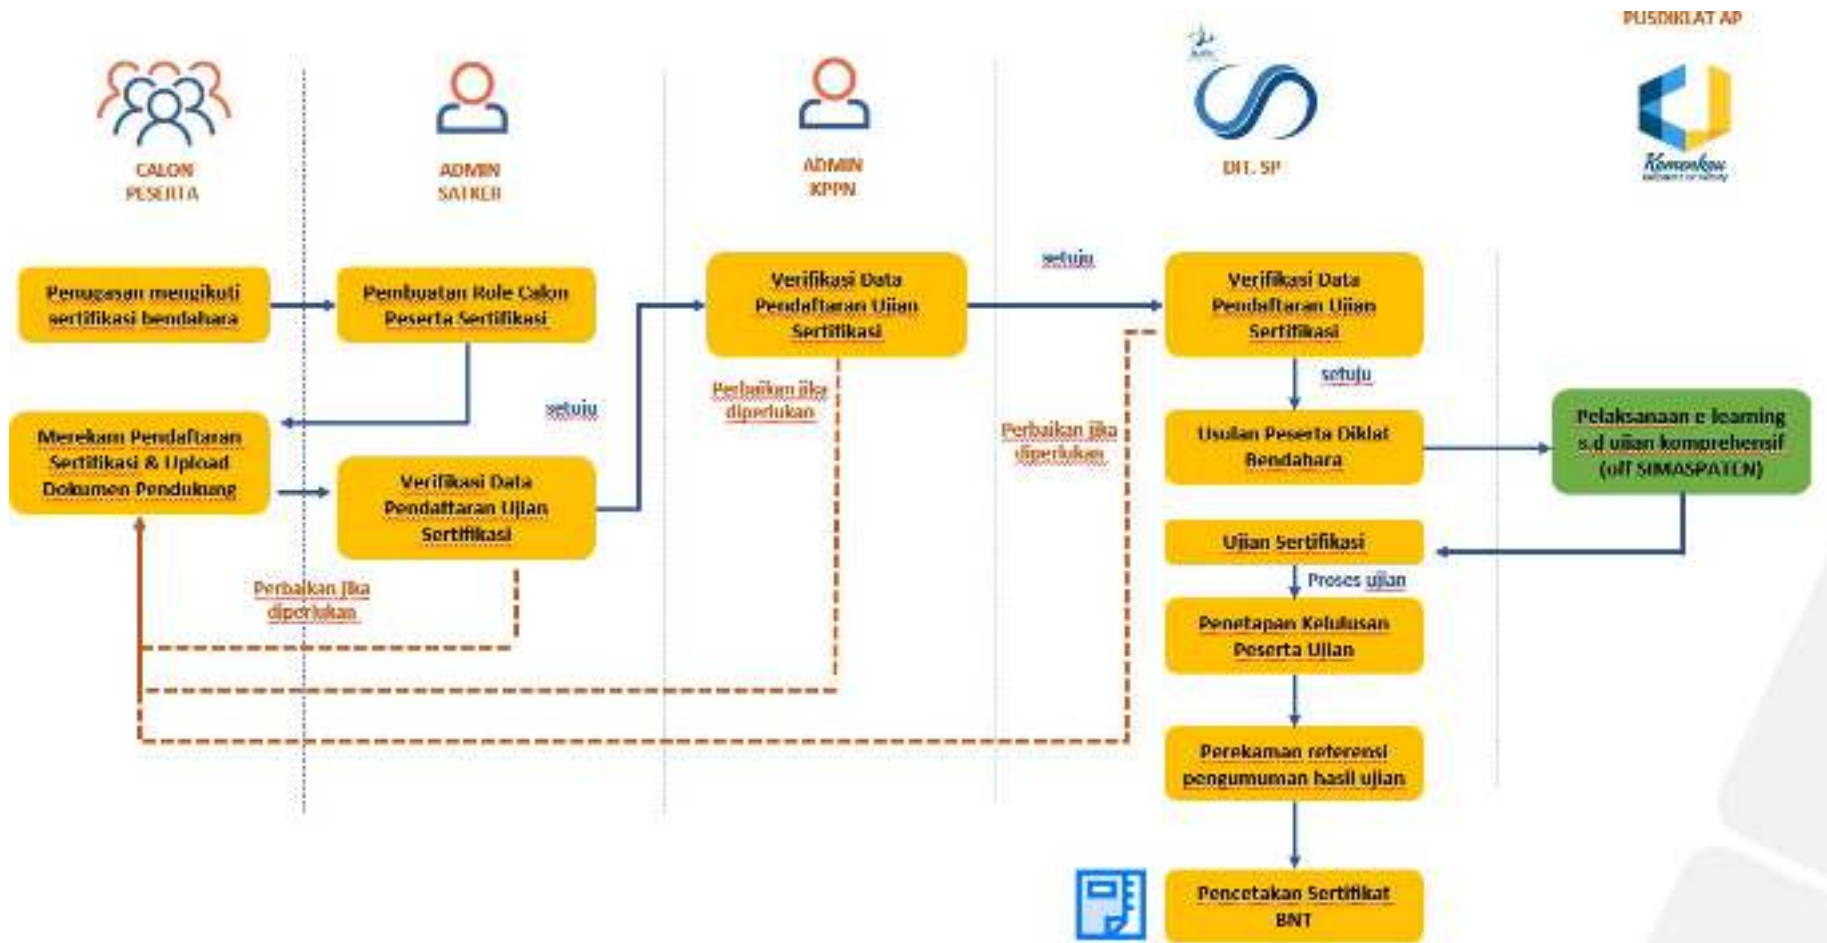 PUSDIKLAT AP
CALON
PESERTA
ADMIN
SATKER
ADMIN
KPPN
DIT. SP
Kemenkeu
Penugasan mengikuti
sertifikasi bendahara
Pembuatan Role Calon
Peserta Sertifikasi
Verifikasi Data
Pendaftaran Ujian
Sertifikasi
setuju
Verifikasi Data
Pendaftaran Ujian
Sertifikasi
setuju
Merekam Pendaftaran
Sertifikasi & Upload
Dokumen Pendukung
setuju
Verifikasi Data
Pendaftaran Ujian
Sertifikasi
Perbaikan jika
diperlukan
Perbaikan jika
diperlukan
Perbaikan jika
diperlukan
Usulan Peserta Diklat
Bendahara
Pelaksanaan e-learning
s.d ujian komprehensif
(off SIMASPATEN)
Ujian Sertifikasi
Proses ujian
Penetapan Kelulusan
Peserta Ujian
Perekaman referensi
pengumuman hasil ujian
Pencetakan Sertifikat
BNT